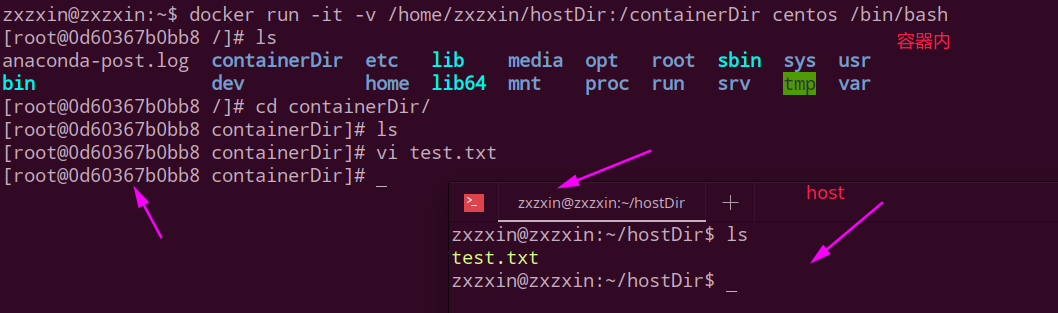 zxzxin@zxzxin:~$ docker run -it -v /home/zxzxin/hostDir:/containerDir centos /bin/bash
[root@0d60367b0bb8 /]# ls
容器内
anaconda-post.log containerDir etc lib media opt root sbin sys usr
bin dev home lib64 mnt proc run srv tmp var
[root@0d60367b0bb8 /]# cd containerDir/
[root@0d60367b0bb8 containerDir]# ls
[root@0d60367b0bb8 containerDir]# vi test.txt
[root@0d60367b0bb8 containerDir]# _
zxzxin@zxzxin:~/hostDir
host
zxzxin@zxzxin:~/hostDir$ ls
test.txt
zxzxin@zxzxin:~/hostDir$ _